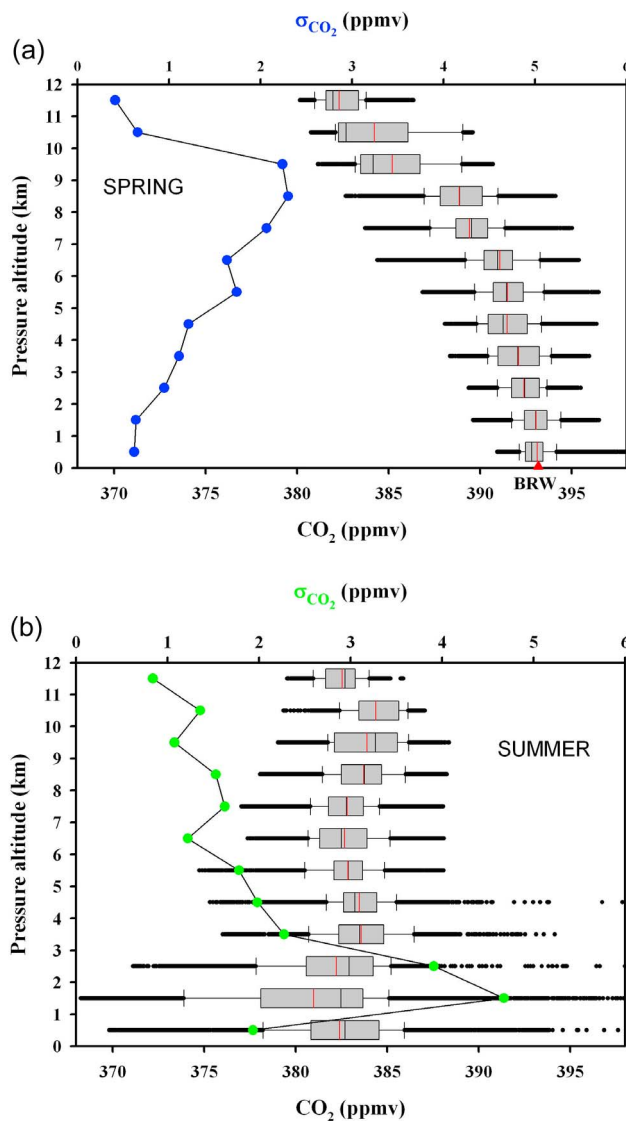 (a)
σCO₂ (ppmv)
0 1 2 3 4 5 6
12
11
10
9
8
7
6
5
4
3
2
1
0
Pressure altitude (km)
SPRING
BRW
370 375 380 385 390 395
CO₂ (ppmv)
(b)
σCO₂ (ppmv)
0 1 2 3 4 5 6
12
11
10
9
8
7
6
5
4
3
2
1
0
Pressure altitude (km)
SUMMER
370 375 380 385 390 395
CO₂ (ppmv)